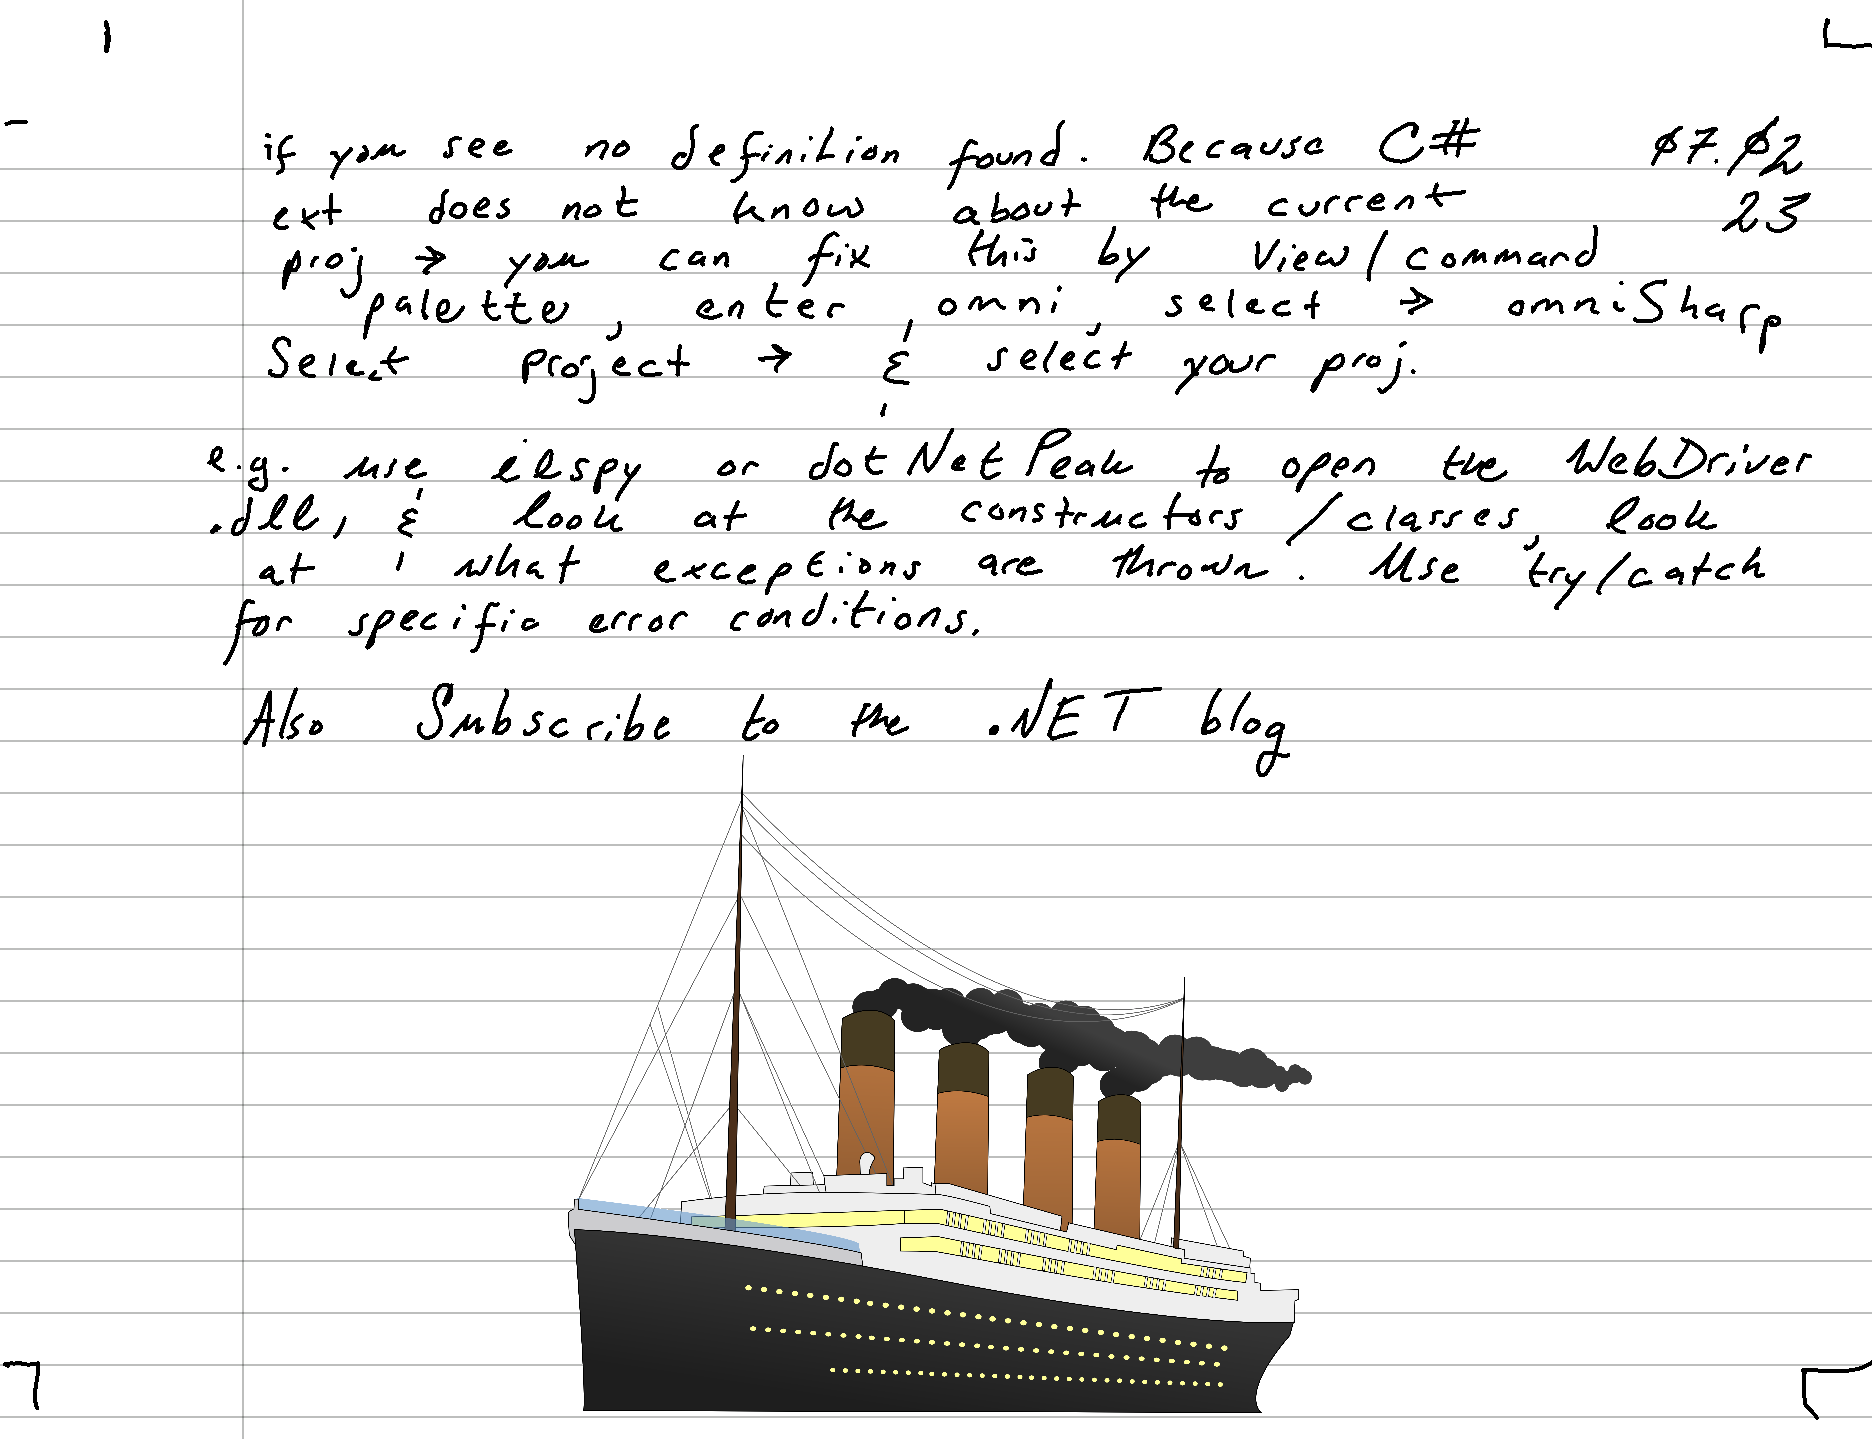 if you see no definition found. Because C# 07.02
ext does not know about the current 23
proj → you can fix this by View/command
palette, enter, omni, select → omniSharp
Select project → & select your proj.
e.g. use ilspy or dotNetPeak to open the WebDriver
.dll, & look at the constructors/classes, look
at what exceptions are thrown. Use try/catch
for specific error conditions.
Also Subscribe to the .NET blog